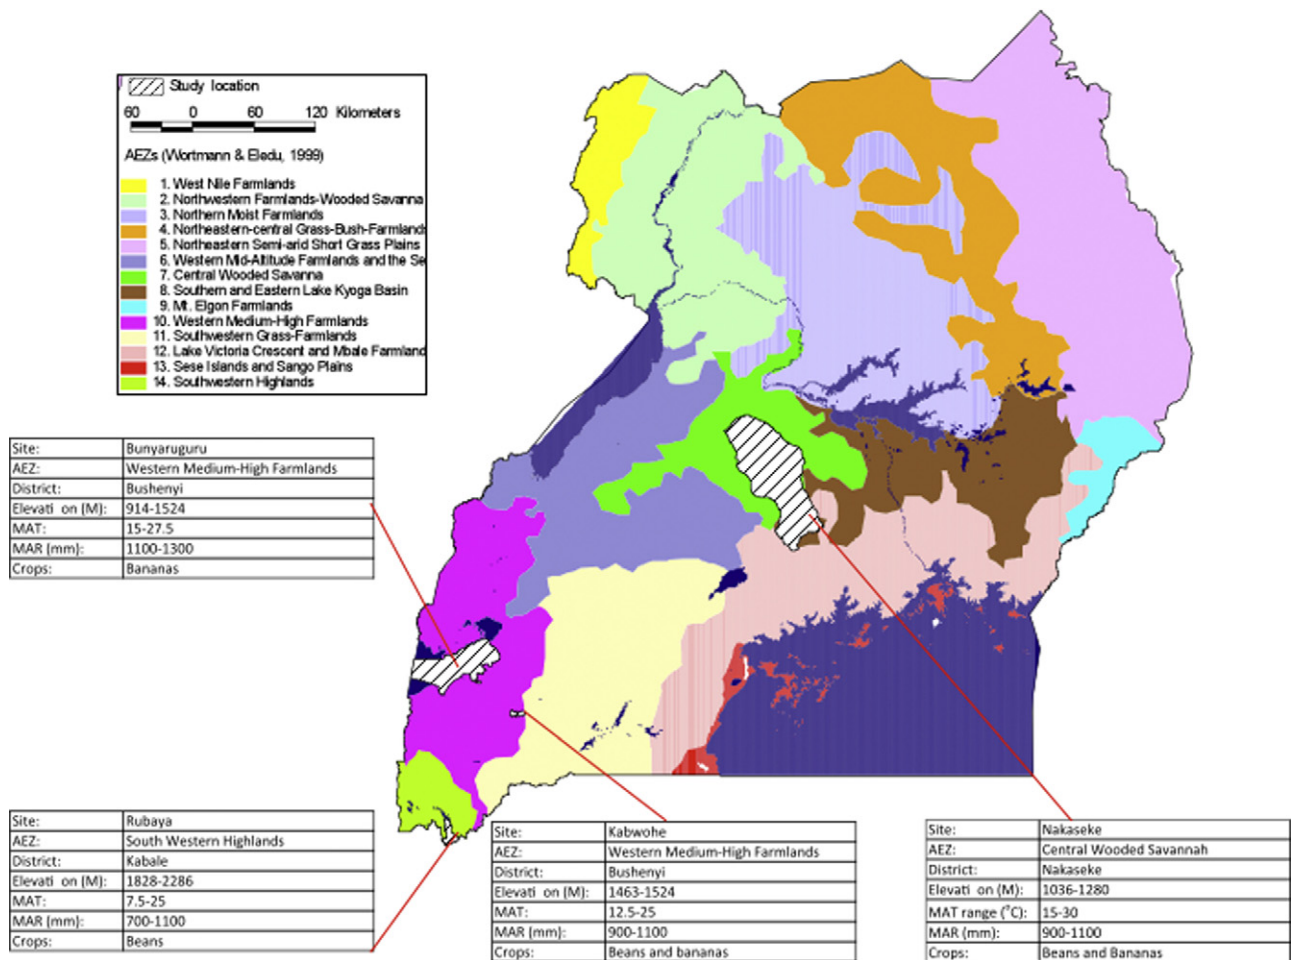 Study location
60 0 60 120 Kilometers
AEZs (Wortmann & Eledu, 1999)
1. West Nile Farmlands
2. Northwestern Farmlands-Wooded Savanna
3. Northern Moist Farmlands
4. Northeastern-central Grass-Bush-Farmlands
5. Northeastern Semi-arid Short Grass Plains
6. Western Mid-Altitude Farmlands and the Se
7. Central Wooded Savanna
8. Southern and Eastern Lake Kyoga Basin
9. Mt. Elgon Farmlands
10. Western Medium-High Farmlands
11. Southwestern Grass-Farmlands
12. Lake Victoria Crescent and Mbale Farmland
13. Sese Islands and Sango Plains
14. Southwestern Highlands
Site: Bunyaruguru
AEZ: Western Medium-High Farmlands
District: Bushenyi
Elevati on (M): 914-1524
MAT: 15-27.5
MAR (mm): 1100-1300
Crops: Bananas
Site: Rubaya
AEZ: South Western Highlands
District: Kabale
Elevati on (M): 1828-2286
MAT: 7.5-25
MAR (mm): 700-1100
Crops: Beans
Site: Kabwohe
AEZ: Western Medium-High Farmlands
District: Bushenyi
Elevati on (M): 1463-1524
MAT: 12.5-25
MAR (mm): 900-1100
Crops: Beans and bananas
Site: Nakaseke
AEZ: Central Wooded Savannah
District: Nakaseke
Elevati on (M): 1036-1280
MAT range (°C): 15-30
MAR (mm): 900-1100
Crops: Beans and Bananas